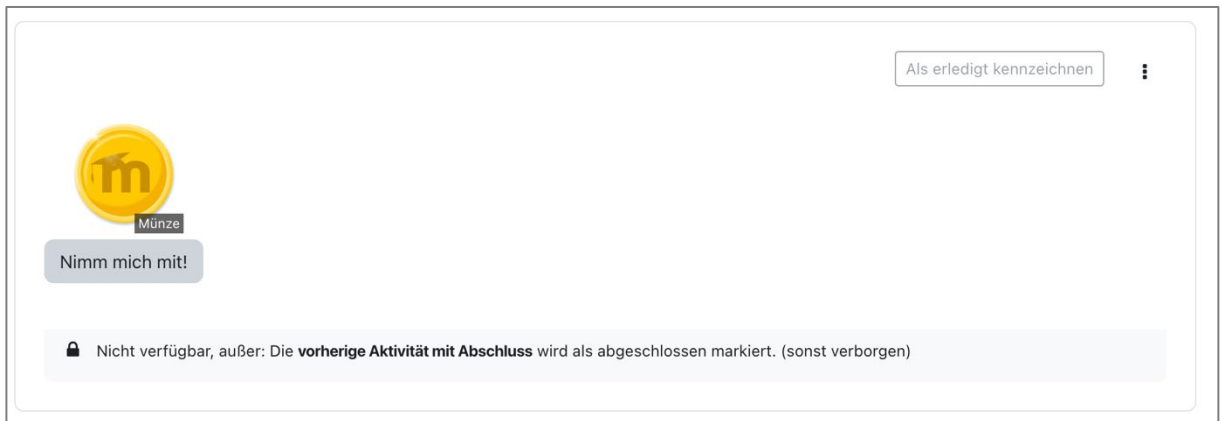 Als erledigt kennzeichnen
m
Münze
Nimm mich mit!
Nicht verfügbar, außer: Die vorherige Aktivität mit Abschluss wird als abgeschlossen markiert. (sonst verborgen)